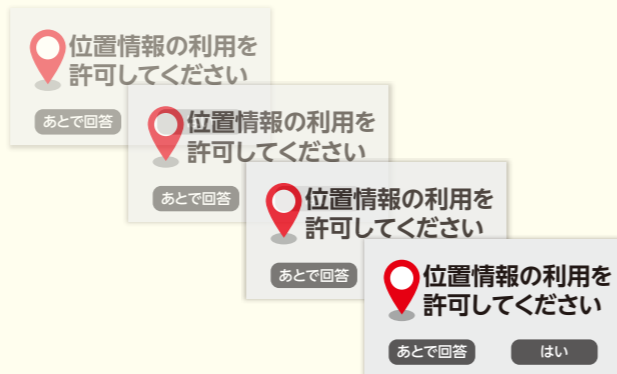 位置情報の利用を
許可してください
あとで回答
位置情報の利用を
許可してください
あとで回答
位置情報の利用を
許可してください
あとで回答
位置情報の利用を
許可してください
あとで回答 はい